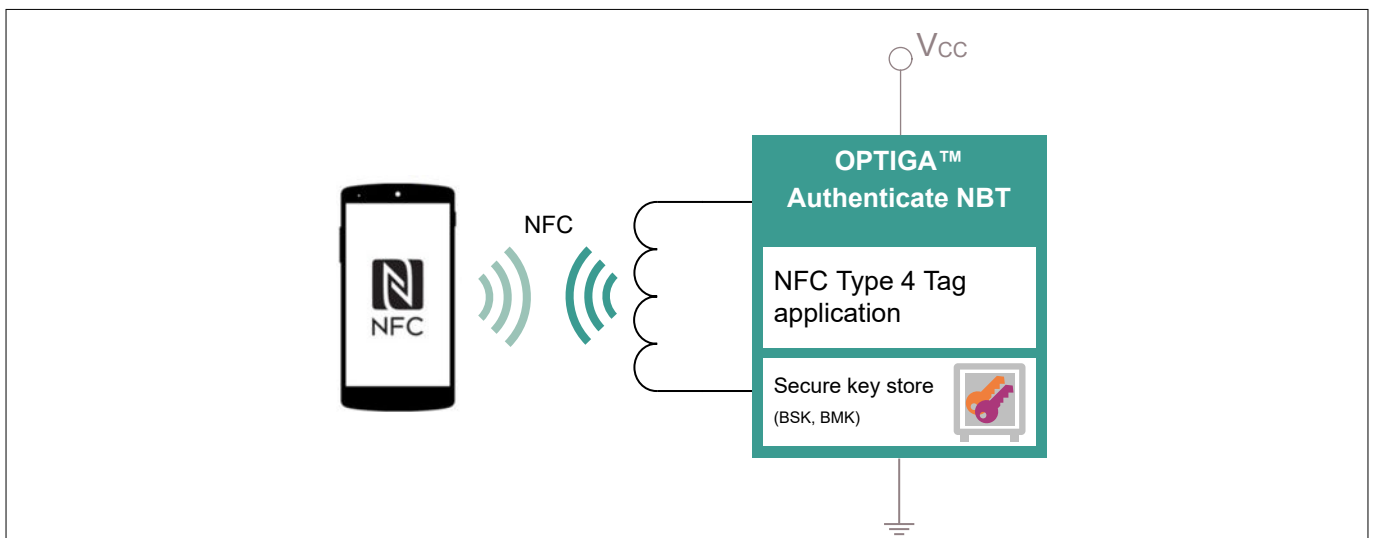 VCC
OPTIGA™
Authenticate NBT
NFC
NFC Type 4 Tag
application
NFC
Secure key store
(BSK, BMK)